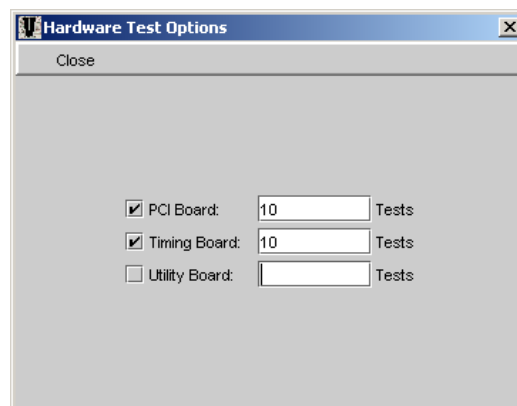 Hardware Test Options
Close
PCI Board: 10 Tests
Timing Board: 10 Tests
Utility Board: Tests